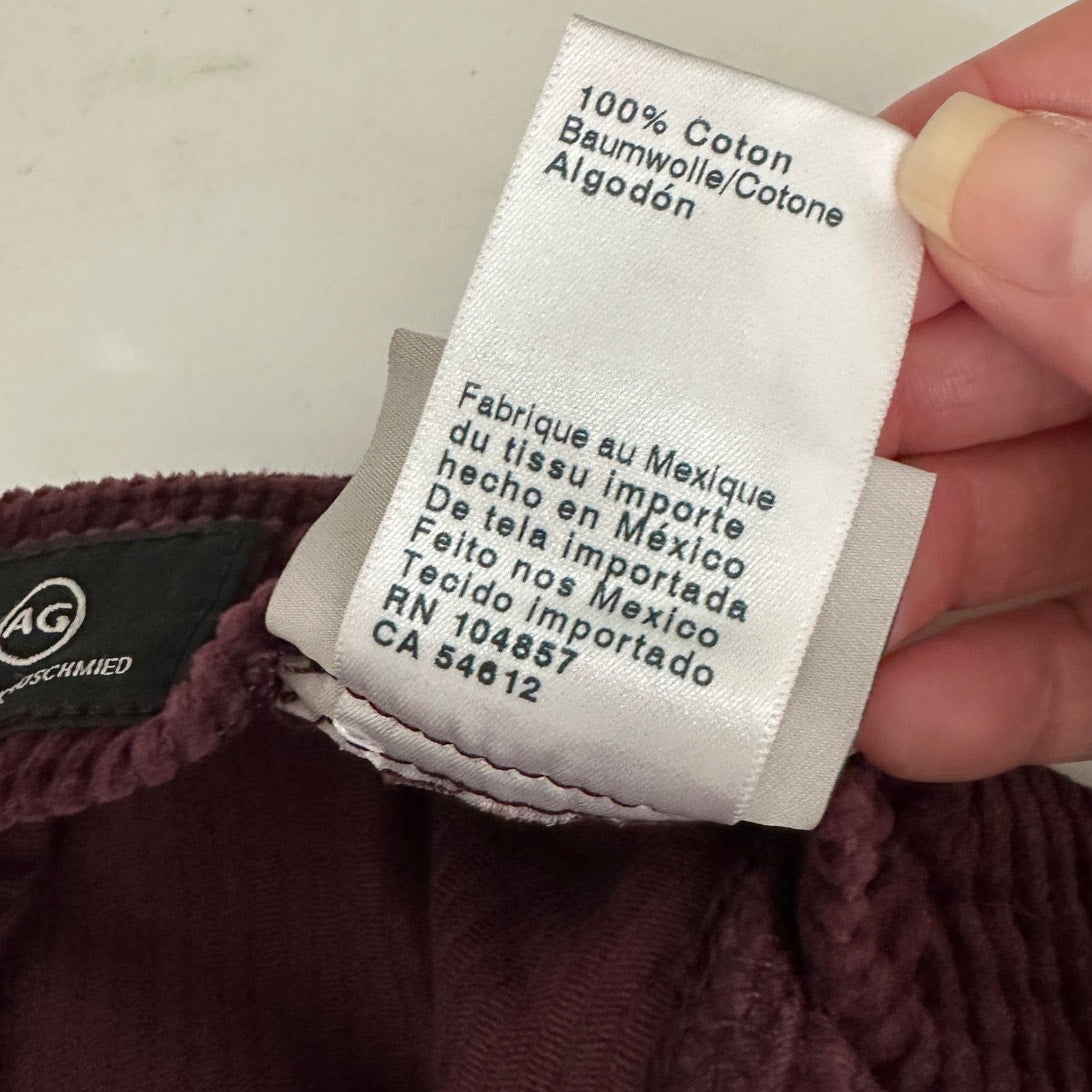 100% Coton
Baumwolle/Cotone
Algodón
Fabrique au Mexique
du tissu importe
hecho en México
De tela importada
Feito nos Mexico
Tecido importado
RN 104857
CA 54612
AG